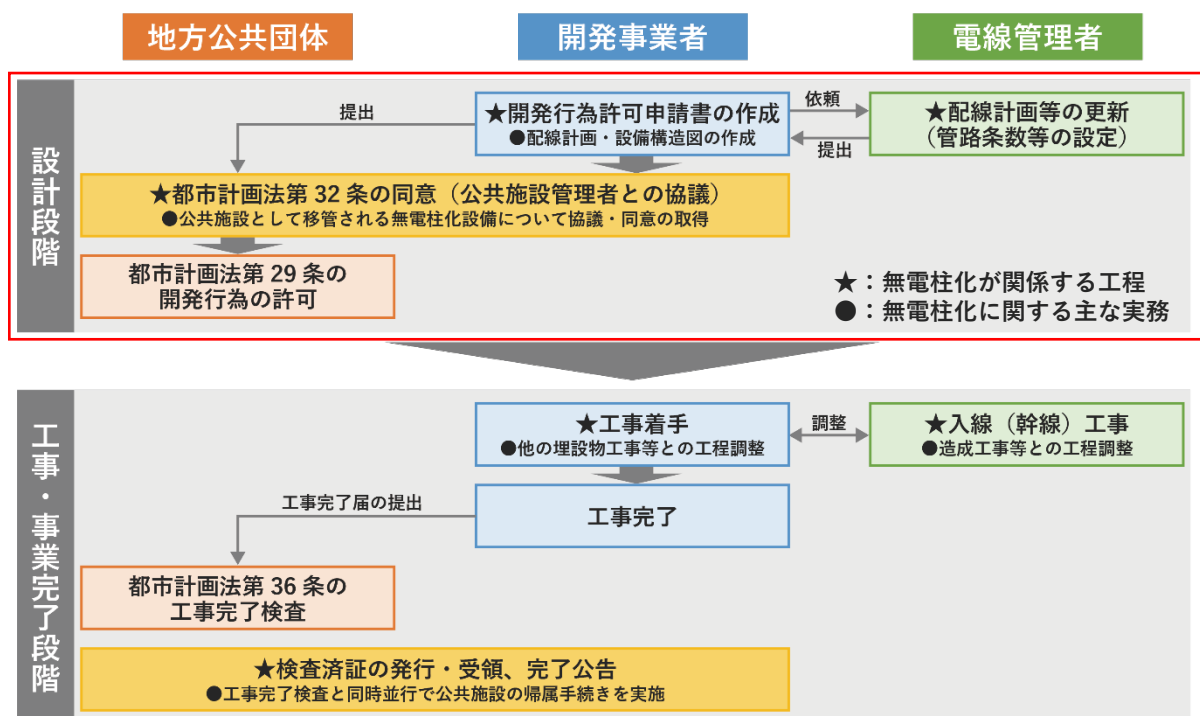 地方公共団体
開発事業者
電線管理者
設計段階
提出
★開発行為許可申請書の作成
●配線計画・設備構造図の作成
依頼
提出
★配線計画等の更新
（管路条数等の設定）
★都市計画法第 32 条の同意（公共施設管理者との協議）
●公共施設として移管される無電柱化設備について協議・同意の取得
都市計画法第 29 条の
開発行為の許可
★：無電柱化が関係する工程
●：無電柱化に関する主な実務
工事・事業完了段階
★工事着手
●他の埋設物工事等との工程調整
調整
★入線（幹線）工事
●造成工事等との工程調整
工事完了届の提出
工事完了
都市計画法第 36 条の
工事完了検査
★検査済証の発行・受領、完了公告
●工事完了検査と同時並行で公共施設の帰属手続きを実施